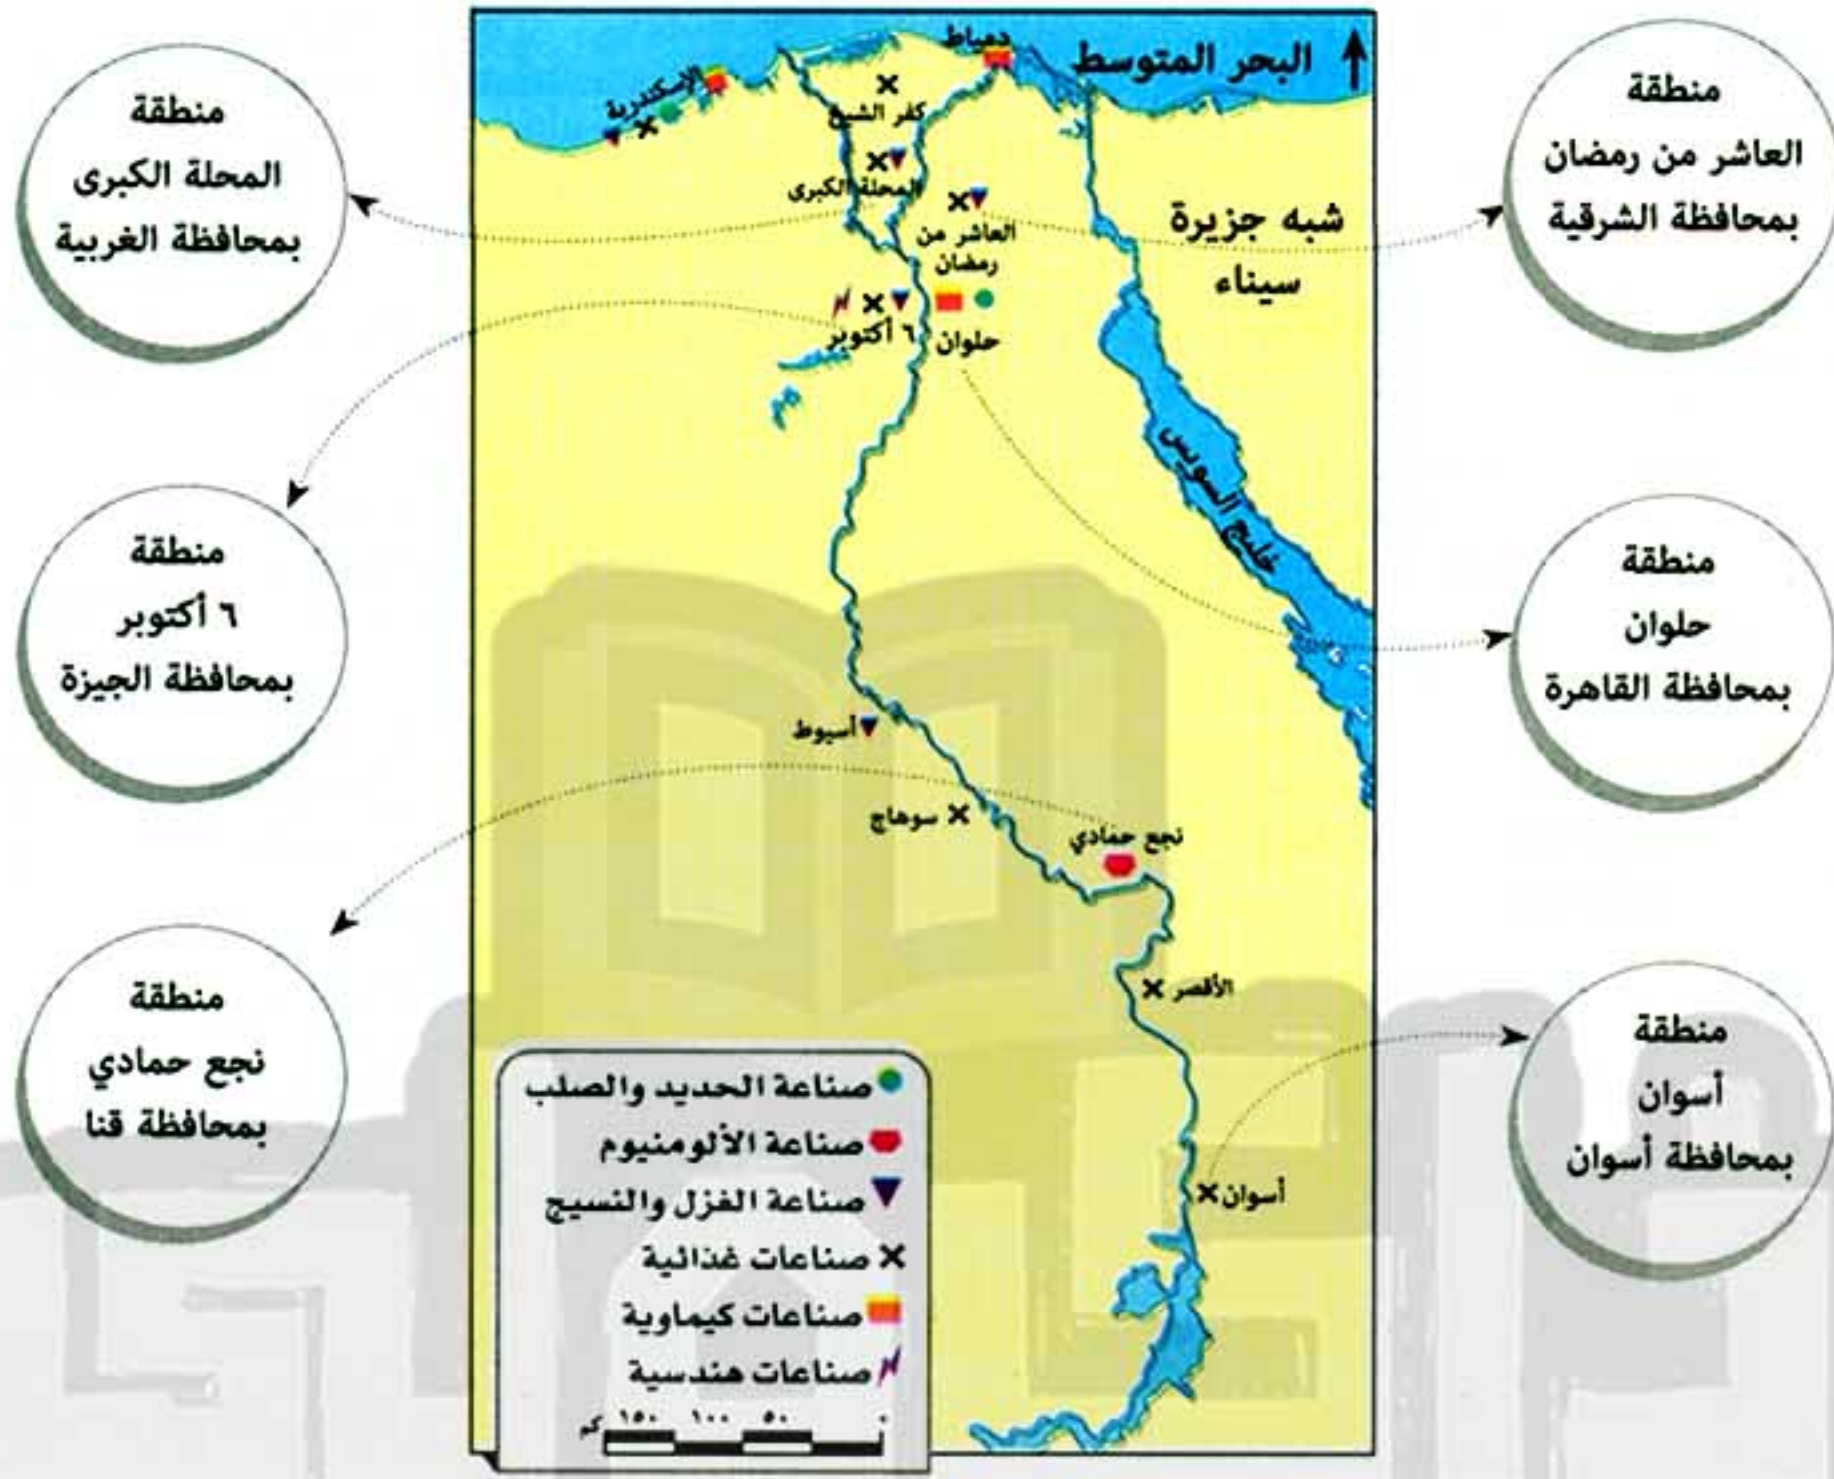 البحر المتوسط
دمياط
الإسكندرية
كفر الشيخ
المحلة الكبرى
العاشر من
رمضان
شبه جزيرة
سيناء
٦ أكتوبر
حلوان
خليج السويس
أسيوط
سوهاج
نجع حمادي
الأقصر
أسوان
منطقة
العاشر من رمضان
بمحافظة الشرقية
منطقة
حلوان
بمحافظة القاهرة
منطقة
أسوان
بمحافظة أسوان
منطقة
المحلة الكبرى
بمحافظة الغربية
منطقة
٦ أكتوبر
بمحافظة الجيزة
منطقة
نجع حمادي
بمحافظة قنا
صناعة الحديد والصلب
صناعة الألومنيوم
صناعة الغزل والنسيج
صناعات غذائية
صناعات كيماوية
صناعات هندسية
٠ ٥٠ ١٠٠ ١٥٠ كم